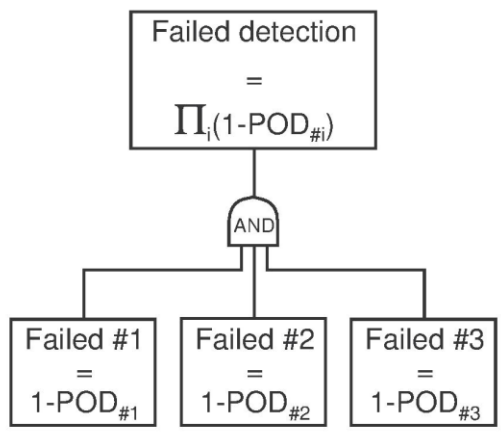 Failed detection
=
∏i(1-POD#i)
AND
Failed #1
=
1-POD#1
Failed #2
=
1-POD#2
Failed #3
=
1-POD#3